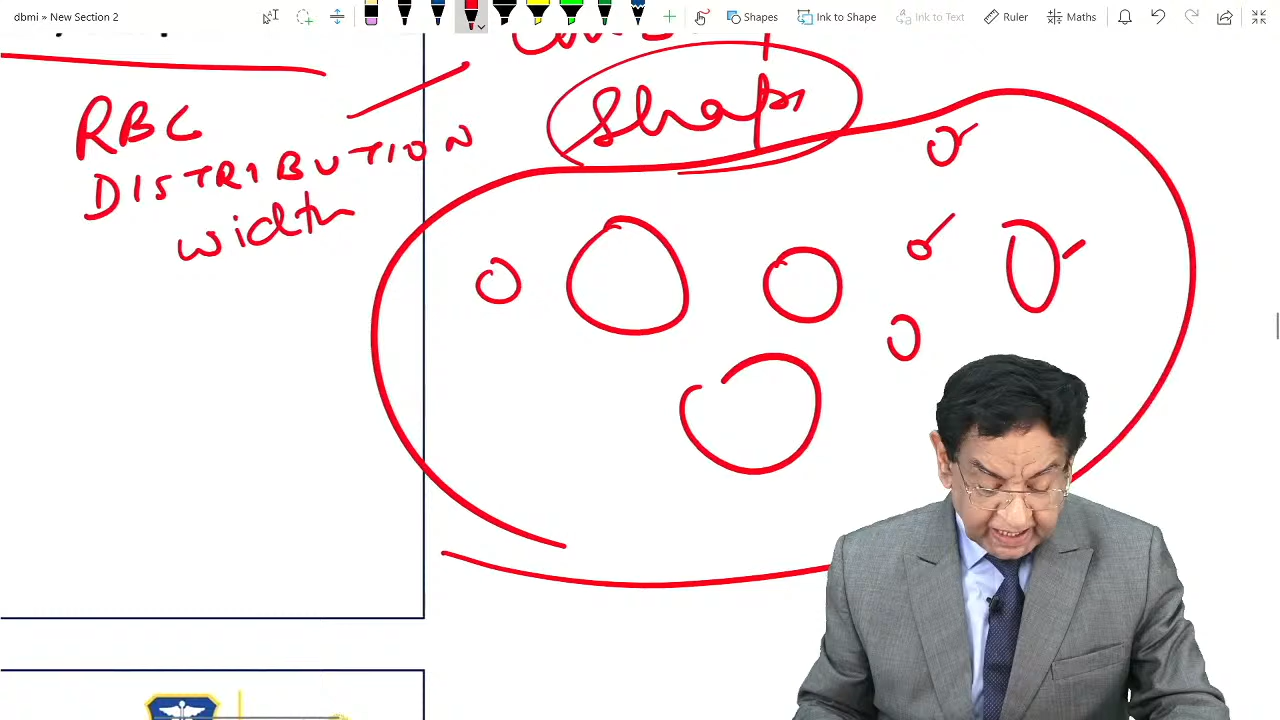 dbmi » New Section 2
Shapes
Ink to Shape
Ink to Text
Ruler
Maths
Shape
RBC
DISTRIBUTION
width